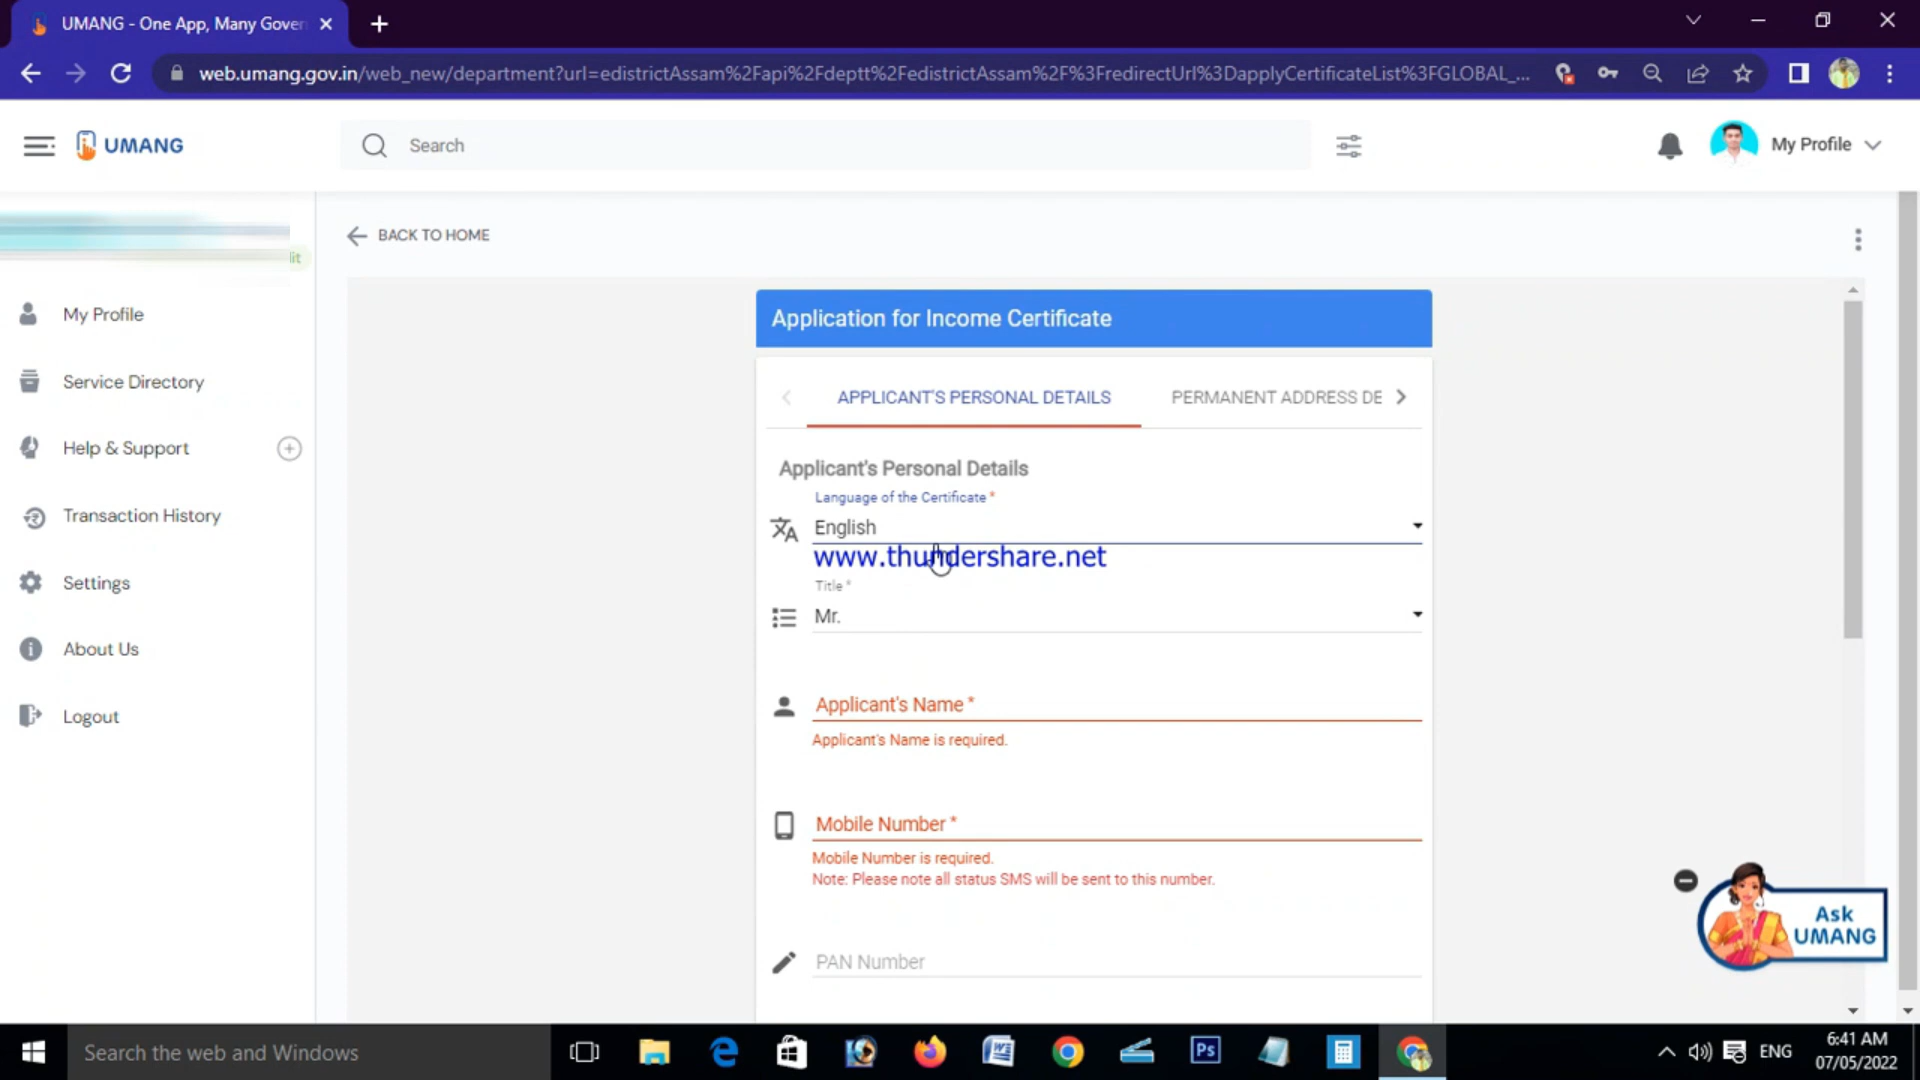 UMANG - One App, Many Gover
web.umang.gov.in/web_new/department?url=edistrictAssam%2Fapi%2Fdeptt%2FedistrictAssam%2F%3FredirectUrl%3DapplyCertificateList%3FGLOBAL_...
UMANG
Search
My Profile
BACK TO HOME
lit
My Profile
Service Directory
Help & Support
Transaction History
Settings
About Us
Logout
Application for Income Certificate
APPLICANT'S PERSONAL DETAILS
PERMANENT ADDRESS DE
Applicant's Personal Details
Language of the Certificate *
English
www.thundershare.net
Title *
Mr.
Applicant's Name *
Applicant's Name is required.
Mobile Number *
Mobile Number is required.
Note: Please note all status SMS will be sent to this number.
PAN Number
Ask
UMANG
Search the web and Windows
Ps
ENG
6:41 AM
07/05/2022